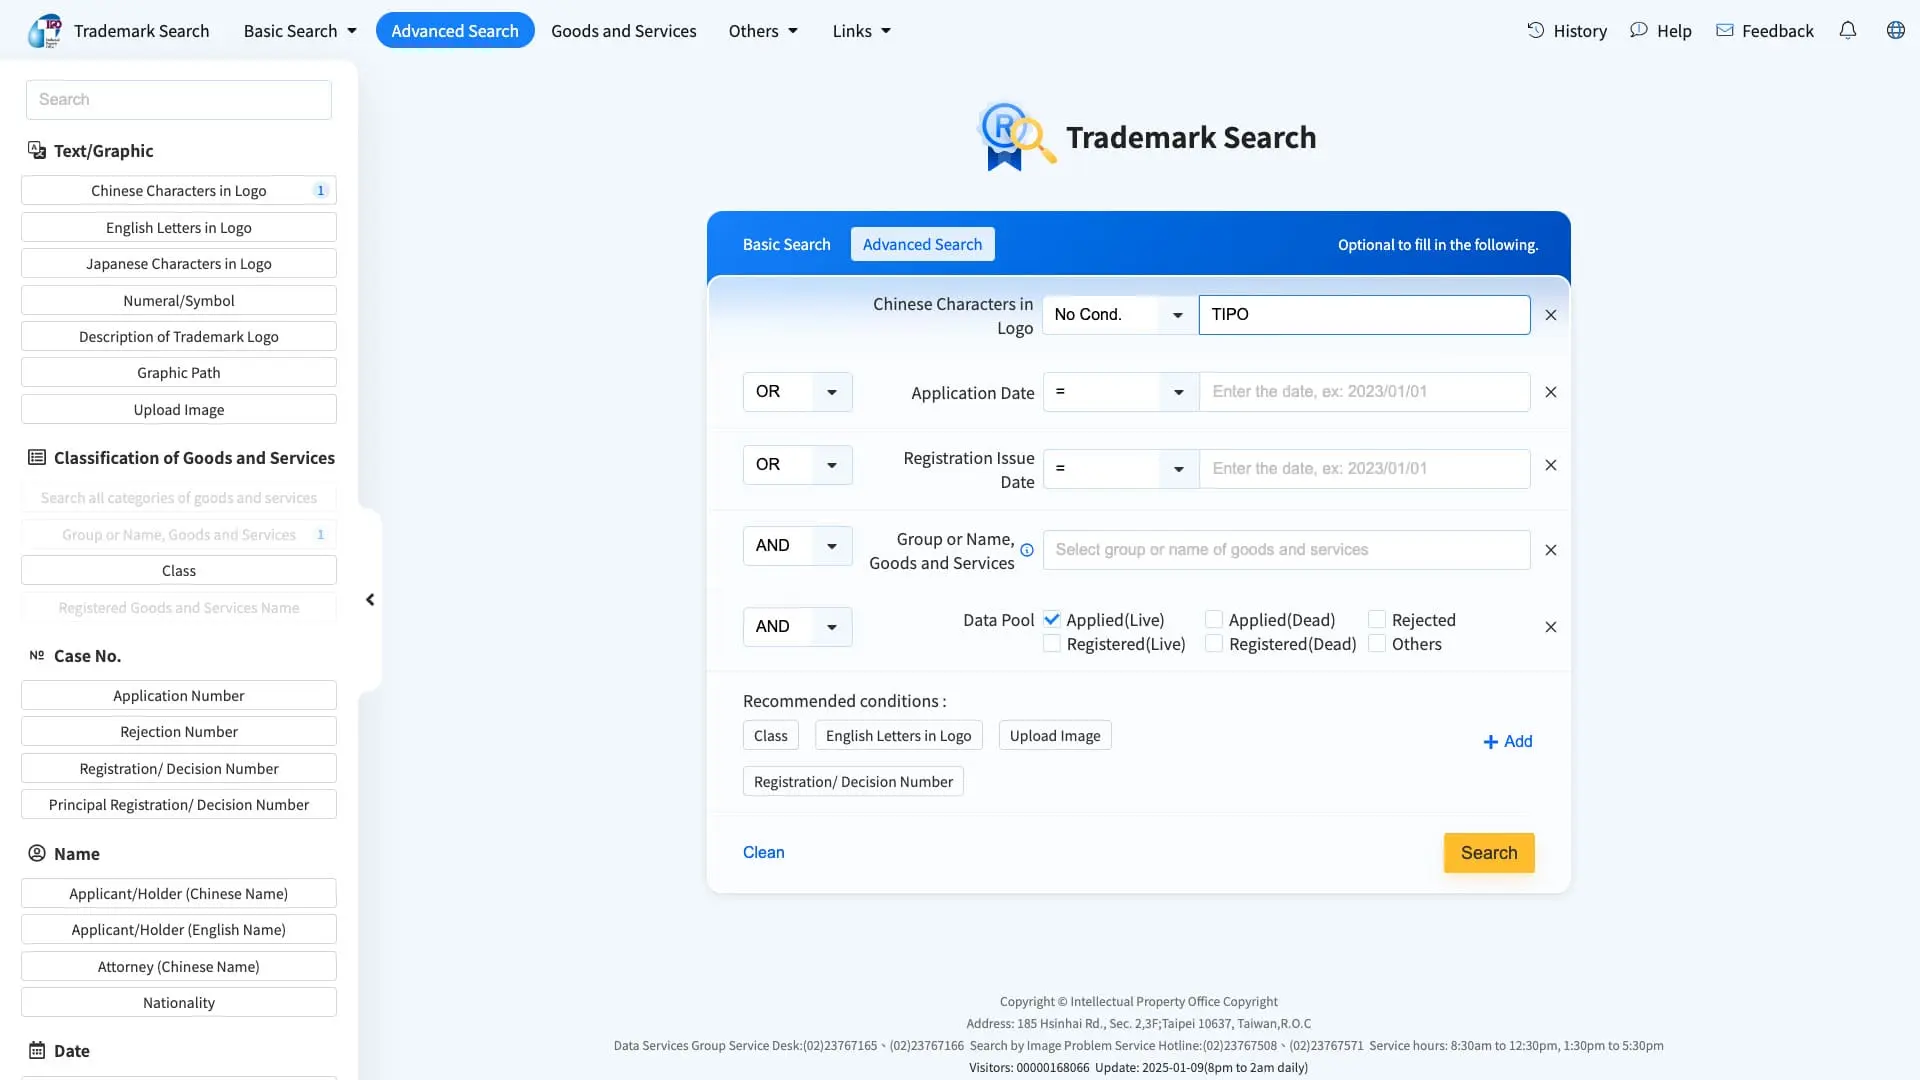 Trademark Search
Basic Search
Advanced Search
Goods and Services
Others
Links
History
Help
Feedback
Search
Text/Graphic
Chinese Characters in Logo 1
English Letters in Logo
Japanese Characters in Logo
Numeral/Symbol
Description of Trademark Logo
Graphic Path
Upload Image
Classification of Goods and Services
Search all categories of goods and services
Group or Name, Goods and Services 1
Class
Registered Goods and Services Name
Nº Case No.
Application Number
Rejection Number
Registration/ Decision Number
Principal Registration/ Decision Number
Name
Applicant/Holder (Chinese Name)
Applicant/Holder (English Name)
Attorney (Chinese Name)
Nationality
Date
R
Trademark Search
Basic Search
Advanced Search
Optional to fill in the following.
Chinese Characters in
Logo
No Cond.
TIPO
OR
Application Date
=
Enter the date, ex: 2023/01/01
OR
Registration Issue
Date
=
Enter the date, ex: 2023/01/01
AND
Group or Name,
Goods and Services
Select group or name of goods and services
AND
Data Pool
Applied(Live)
Applied(Dead)
Rejected
Registered(Live)
Registered(Dead)
Others
Recommended conditions :
Class
English Letters in Logo
Upload Image
Registration/ Decision Number
+ Add
Clean
Search
Copyright © Intellectual Property Office Copyright
Address: 185 Hsinhai Rd., Sec. 2,3F;Taipei 10637, Taiwan,R.O.C
Data Services Group Service Desk:(02)23767165、(02)23767166 Search by Image Problem Service Hotline:(02)23767508、(02)23767571 Service hours: 8:30am to 12:30pm, 1:30pm to 5:30pm
Visitors: 00000168066 Update: 2025-01-09(8pm to 2am daily)